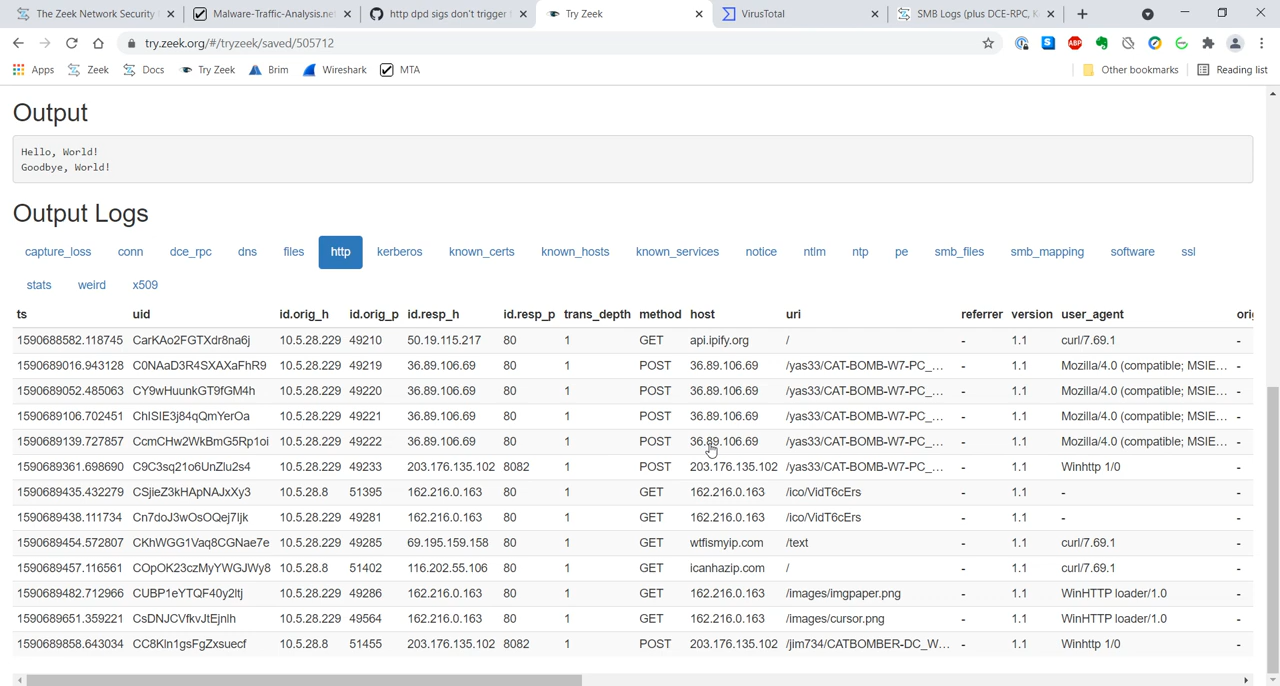 The Zeek Network Security
Malware-Traffic-Analysis.net
http dpd sigs don't trigger
Try Zeek
VirusTotal
SMB Logs (plus DCE-RPC, K
try.zeek.org/#/tryzeek/saved/505712
Apps Zeek Docs Try Zeek Brim Wireshark MTA Other bookmarks Reading list
Output
Hello, World!
Goodbye, World!
Output Logs
capture_loss conn dce_rpc dns files http kerberos known_certs known_hosts known_services notice ntlm ntp pe smb_files smb_mapping software ssl
stats weird x509
ts uid id.orig_h id.orig_p id.resp_h id.resp_p trans_depth method host uri referrer version user_agent orig
1590688582.118745 CarKAo2FGTXdr8na6j 10.5.28.229 49210 50.19.115.217 80 1 GET api.ipify.org / - 1.1 curl/7.69.1 -
1590689016.943128 C0NAaD3R4SXAXaFhR9 10.5.28.229 49219 36.89.106.69 80 1 POST 36.89.106.69 /yas33/CAT-BOMB-W7-PC_... - 1.1 Mozilla/4.0 (compatible; MSIE... -
1590689052.485063 CY9wHuunkGT9fGM4h 10.5.28.229 49220 36.89.106.69 80 1 POST 36.89.106.69 /yas33/CAT-BOMB-W7-PC_... - 1.1 Mozilla/4.0 (compatible; MSIE... -
1590689106.702451 ChISIE3j84qQmYerOa 10.5.28.229 49221 36.89.106.69 80 1 POST 36.89.106.69 /yas33/CAT-BOMB-W7-PC_... - 1.1 Mozilla/4.0 (compatible; MSIE... -
1590689139.727857 CcmCHw2WkBmG5Rp1oi 10.5.28.229 49222 36.89.106.69 80 1 POST 36.89.106.69 /yas33/CAT-BOMB-W7-PC_... - 1.1 Mozilla/4.0 (compatible; MSIE... -
1590689361.698690 C9C3sq21o6UnZlu2s4 10.5.28.229 49233 203.176.135.102 8082 1 POST 203.176.135.102 /yas33/CAT-BOMB-W7-PC_... - 1.1 Winhttp 1/0 -
1590689435.432279 CSjieZ3kHApNAJxXy3 10.5.28.8 51395 162.216.0.163 80 1 GET 162.216.0.163 /ico/VidT6cErs - 1.1 - -
1590689438.111734 Cn7doJ3wOsOQej7Ijk 10.5.28.229 49281 162.216.0.163 80 1 GET 162.216.0.163 /ico/VidT6cErs - 1.1 - -
1590689454.572807 CKhWGG1Vaq8CGNae7e 10.5.28.229 49285 69.195.159.158 80 1 GET wtfismyip.com /text - 1.1 curl/7.69.1 -
1590689457.116561 COpOK23czMyYWGJWy8 10.5.28.8 51402 116.202.55.106 80 1 GET icanhazip.com / - 1.1 curl/7.69.1 -
1590689482.712966 CUBP1eYTQF40y2ltj 10.5.28.229 49286 162.216.0.163 80 1 GET 162.216.0.163 /images/imgpaper.png - 1.1 WinHTTP loader/1.0 -
1590689651.359221 CsDNJCVfkvJtEjnlh 10.5.28.229 49564 162.216.0.163 80 1 GET 162.216.0.163 /images/cursor.png - 1.1 WinHTTP loader/1.0 -
1590689858.643034 CC8Kln1gsFgZxsuecf 10.5.28.8 51455 203.176.135.102 8082 1 POST 203.176.135.102 /jim734/CATBOMBER-DC_W... - 1.1 Winhttp 1/0 -